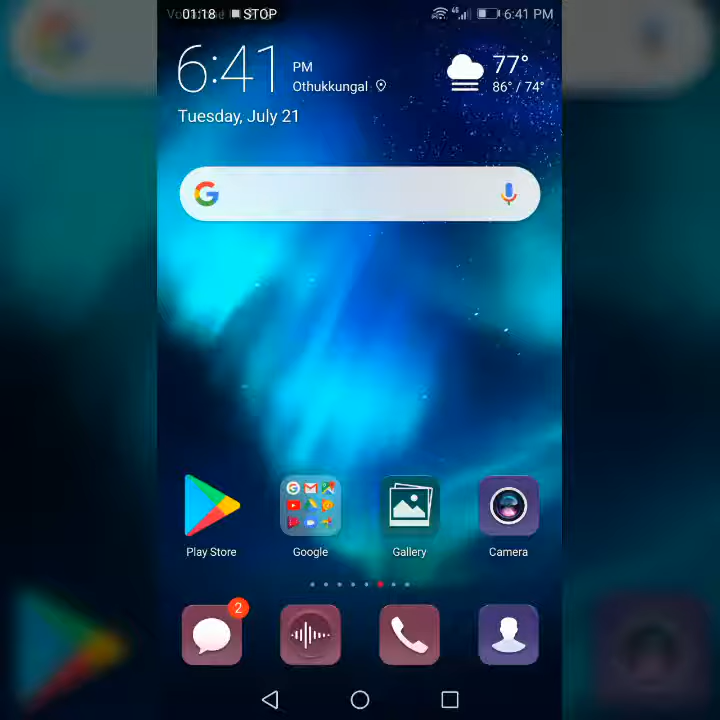 01:18 STOP
6:41 PM
6:41 PM
Othukkungal
Tuesday, July 21
77°
86° / 74°
Play Store
Google
Gallery
Camera
2